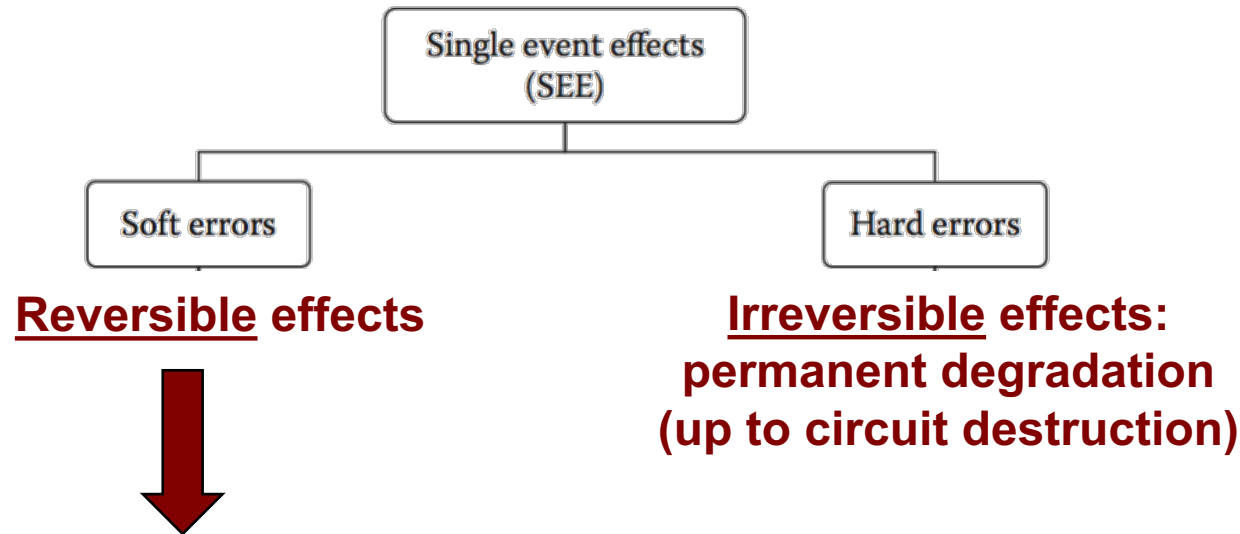 Single event effects
(SEE)
Soft errors
Hard errors
Reversible effects
Irreversible effects:
permanent degradation
(up to circuit destruction)